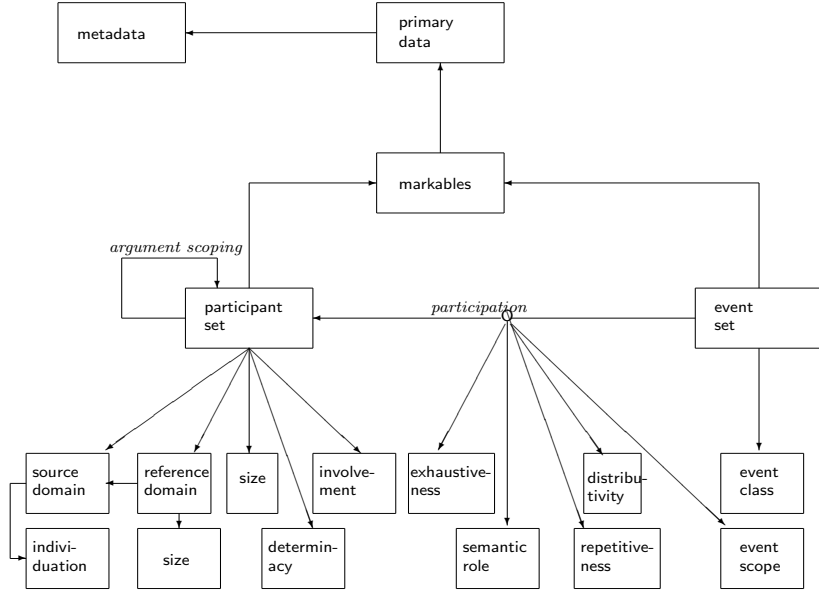 metadata
primary
data
markables
argument scoping
participant
set
participation
event
set
source
domain
reference
domain
size
involve-
ment
exhaustive-
ness
distribu-
tivity
event
class
indivi-
duation
size
determin-
acy
semantic
role
repetitive-
ness
event
scope